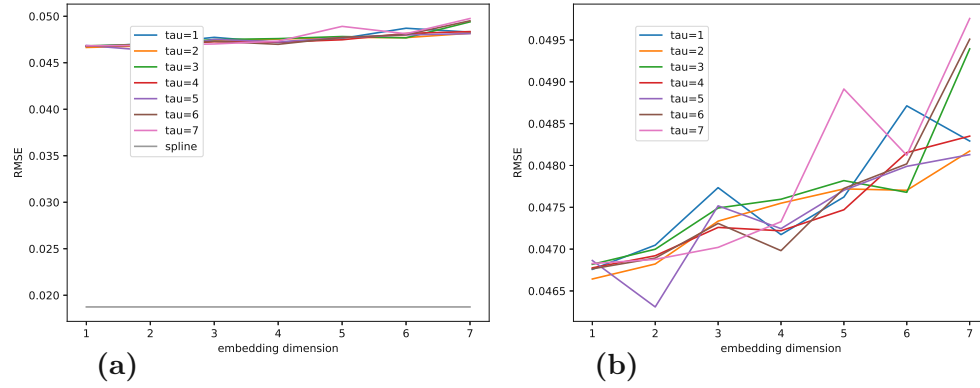 0.050
0.045
0.040
0.035
0.030
0.025
0.020
RMSE
tau=1
tau=2
tau=3
tau=4
tau=5
tau=6
tau=7
spline
1 2 3 4 5 6 7
embedding dimension
(a)
0.0495
0.0490
0.0485
0.0480
0.0475
0.0470
0.0465
RMSE
tau=1
tau=2
tau=3
tau=4
tau=5
tau=6
tau=7
1 2 3 4 5 6 7
embedding dimension
(b)